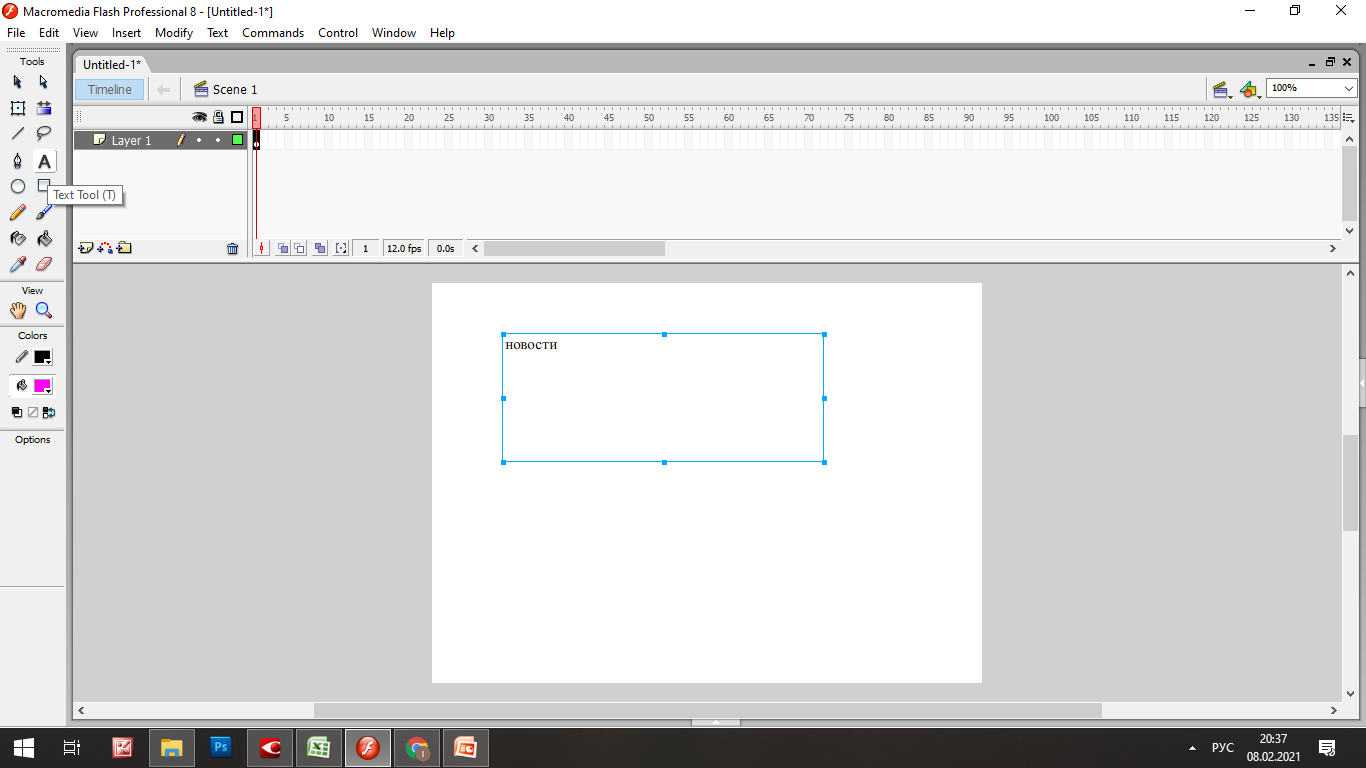 Macromedia Flash Professional 8 - [Untitled-1*]
File Edit View Insert Modify Text Commands Control Window Help
Tools
Untitled-1*
Timeline Scene 1 100%
1 5 10 15 20 25 30 35 40 45 50 55 60 65 70 75 80 85 90 95 100 105 110 115 120 125 130 135
Layer 1
A
Text Tool (T)
1 12.0 fps 0.0s
View
Colors
Options
новости
Ps
РУС
20:37
08.02.2021